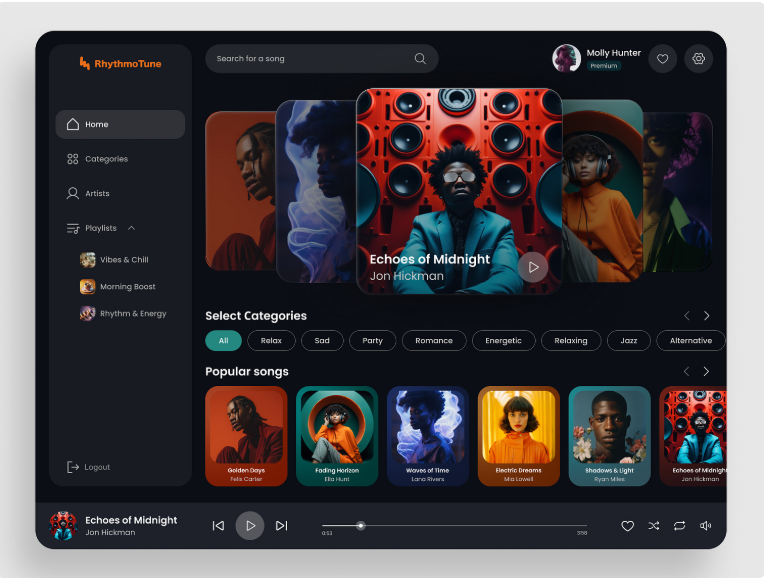 RhythmoTune
Search for a song
Molly Hunter
Premium
Home
Categories
Artists
Playlists
Vibes & Chill
Morning Boost
Rhythm & Energy
Logout
Echoes of Midnight
Jon Hickman
Select Categories
All
Relax
Sad
Party
Romance
Energetic
Relaxing
Jazz
Alternative
Popular songs
Golden Days
Felix Carter
Fading Horizon
Ella Hunt
Waves of Time
Lana Rivers
Electric Dreams
Mia Lowell
Shadows & Light
Ryan Miles
Echoes of Midnight
Jon Hickman
Echoes of Midnight
Jon Hickman
0:53
3:58